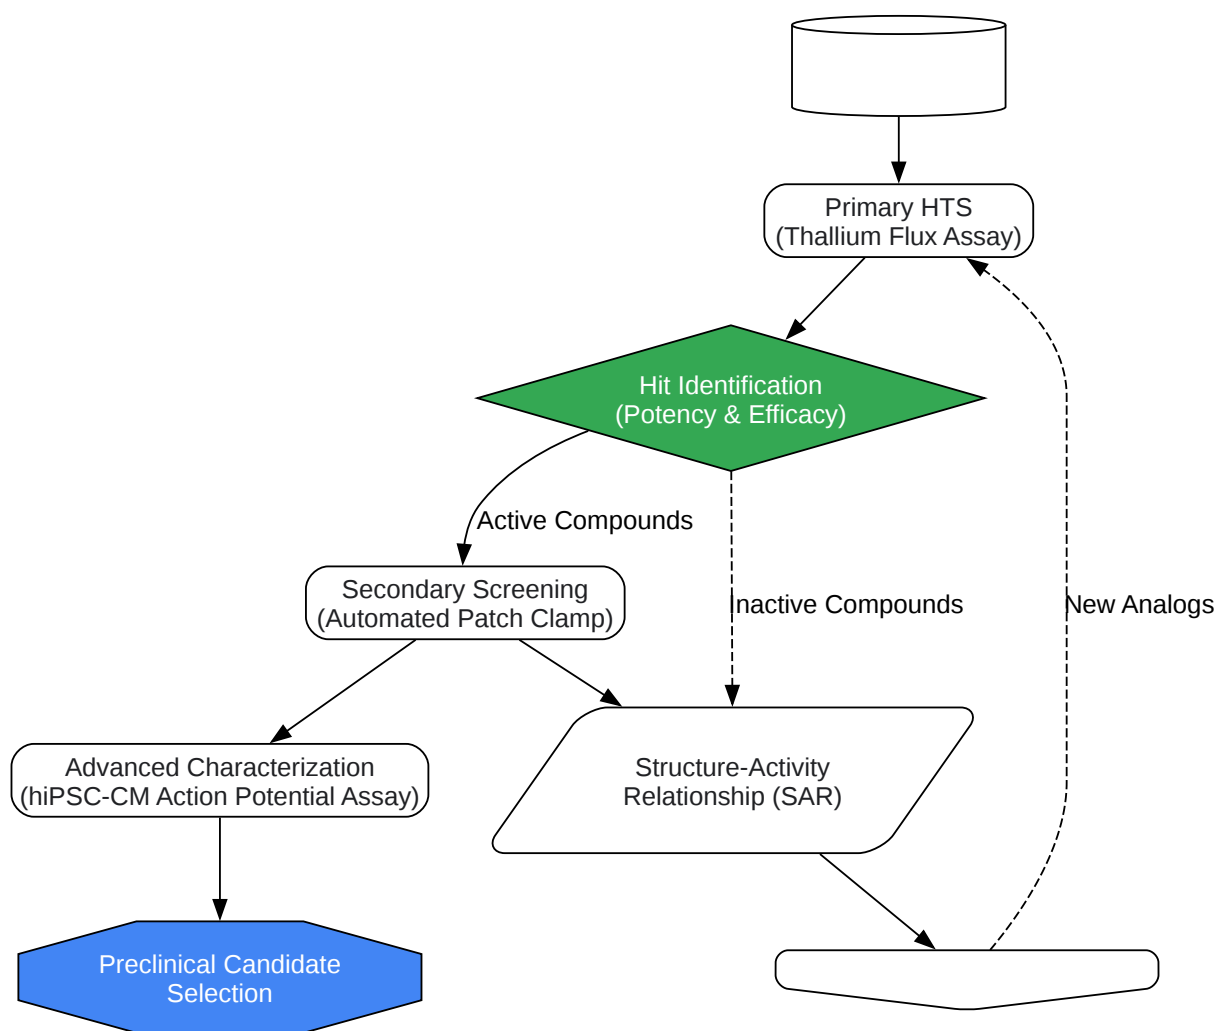 Primary HTS
(Thallium Flux Assay)
Hit Identification
(Potency & Efficacy)
Active Compounds
Secondary Screening
(Automated Patch Clamp)
Inactive Compounds
New Analogs
Advanced Characterization
(hiPSC-CM Action Potential Assay)
Structure-Activity
Relationship (SAR)
Preclinical Candidate
Selection